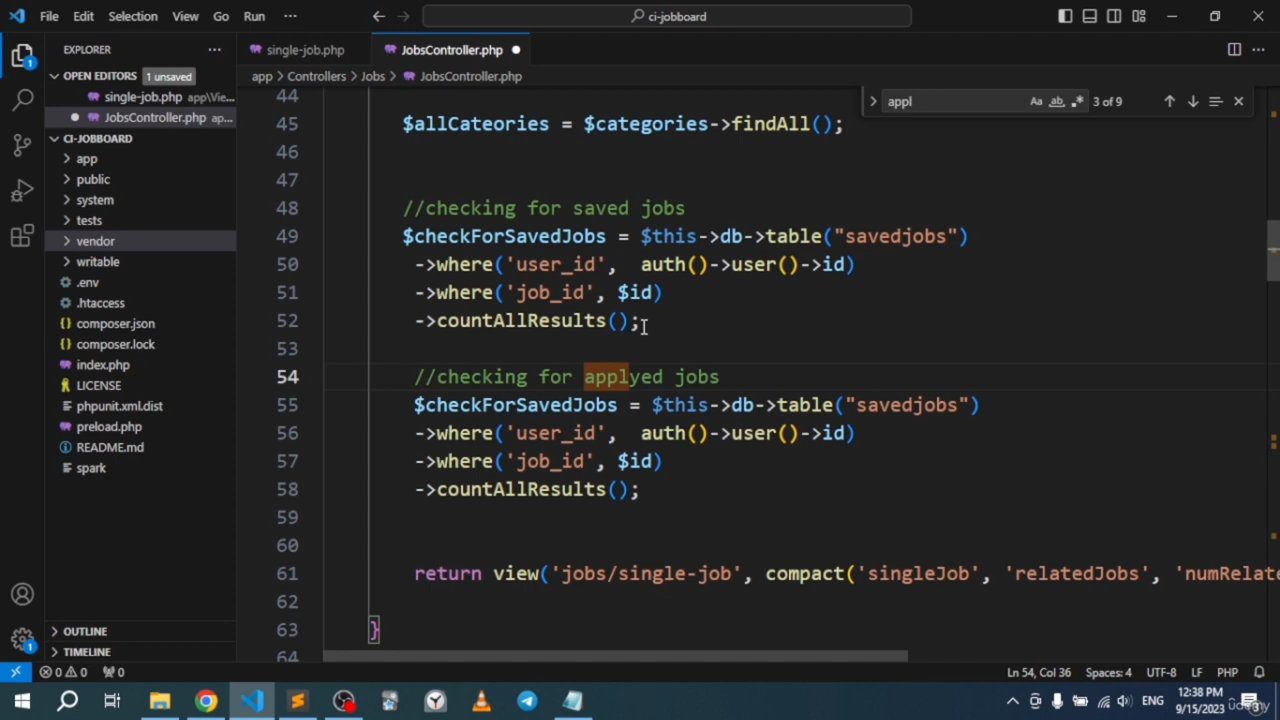 File Edit Selection View Go Run ··· ci-jobboard
EXPLORER ··· single-job.php JobsController.php
OPEN EDITORS 1 unsaved
app > Controllers > Jobs > JobsController.php
single-job.php app\Vie...
JobsController.php ap...
CI-JOBBOARD
app
public
system
tests
vendor
writable
.env
.htaccess
composer.json
composer.lock
index.php
LICENSE
phpunit.xml.dist
preload.php
README.md
spark
OUTLINE
TIMELINE
appl Aa ab .* 3 of 9
44
45 $allCateories = $categories->findAll();
46
47
48 //checking for saved jobs
49 $checkForSavedJobs = $this->db->table("savedjobs")
50 ->where('user_id', auth()->user()->id)
51 ->where('job_id', $id)
52 ->countAllResults();
53
54 //checking for applyed jobs
55 $checkForSavedJobs = $this->db->table("savedjobs")
56 ->where('user_id', auth()->user()->id)
57 ->where('job_id', $id)
58 ->countAllResults();
59
60
61 return view('jobs/single-job', compact('singleJob', 'relatedJobs', 'numRelate
62
63 }
64
0 0 0 Ln 54, Col 36 Spaces: 4 UTF-8 LF PHP
ENG 12:38 PM
9/15/2023
udemy